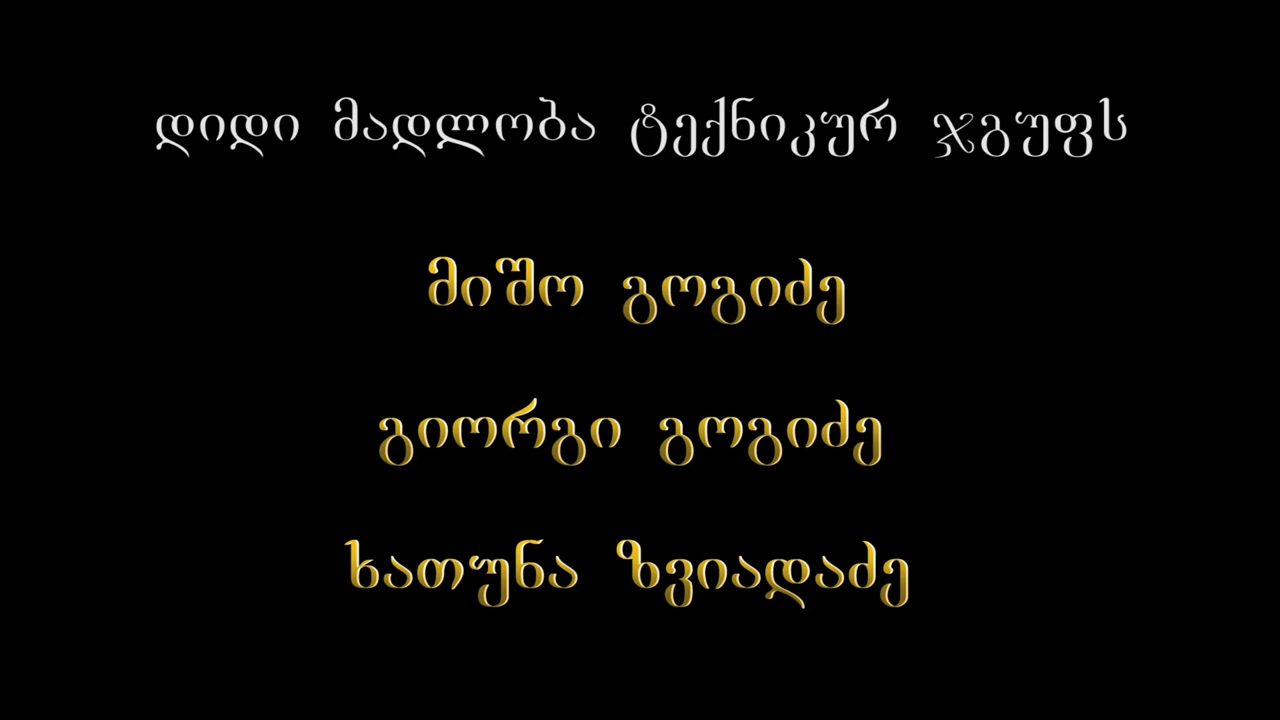 დიდი მადლობა ტექნიკურ ჯგუფს
მიშო გოგიძე
გიორგი გოგიძე
ხათუნა ზვიადაძე